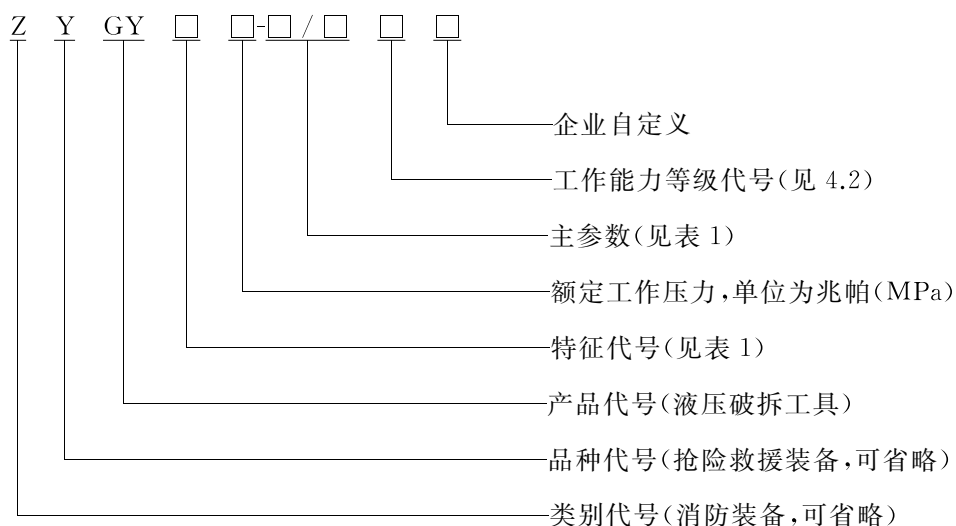 Z Y GY □ □-□/□ □ □
企业自定义
工作能力等级代号(见 4.2)
主参数(见表 1)
额定工作压力,单位为兆帕(MPa)
特征代号(见表 1)
产品代号(液压破拆工具)
品种代号(抢险救援装备,可省略)
类别代号(消防装备,可省略)